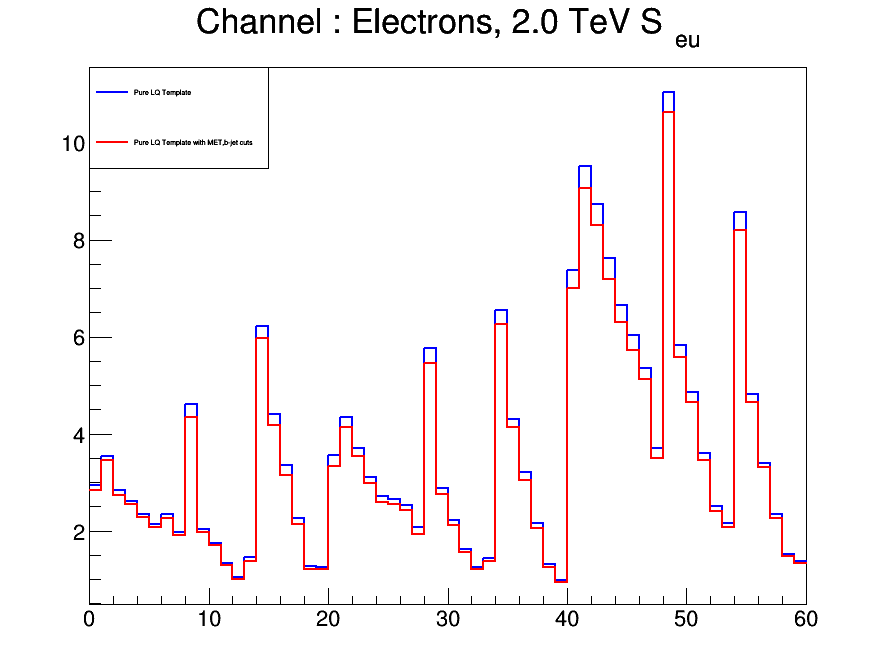 Channel : Electrons, 2.0 TeV S eu
Pure LQ Template
Pure LQ Template with MET,b-jet cuts
10
8
6
4
2
0 10 20 30 40 50 60